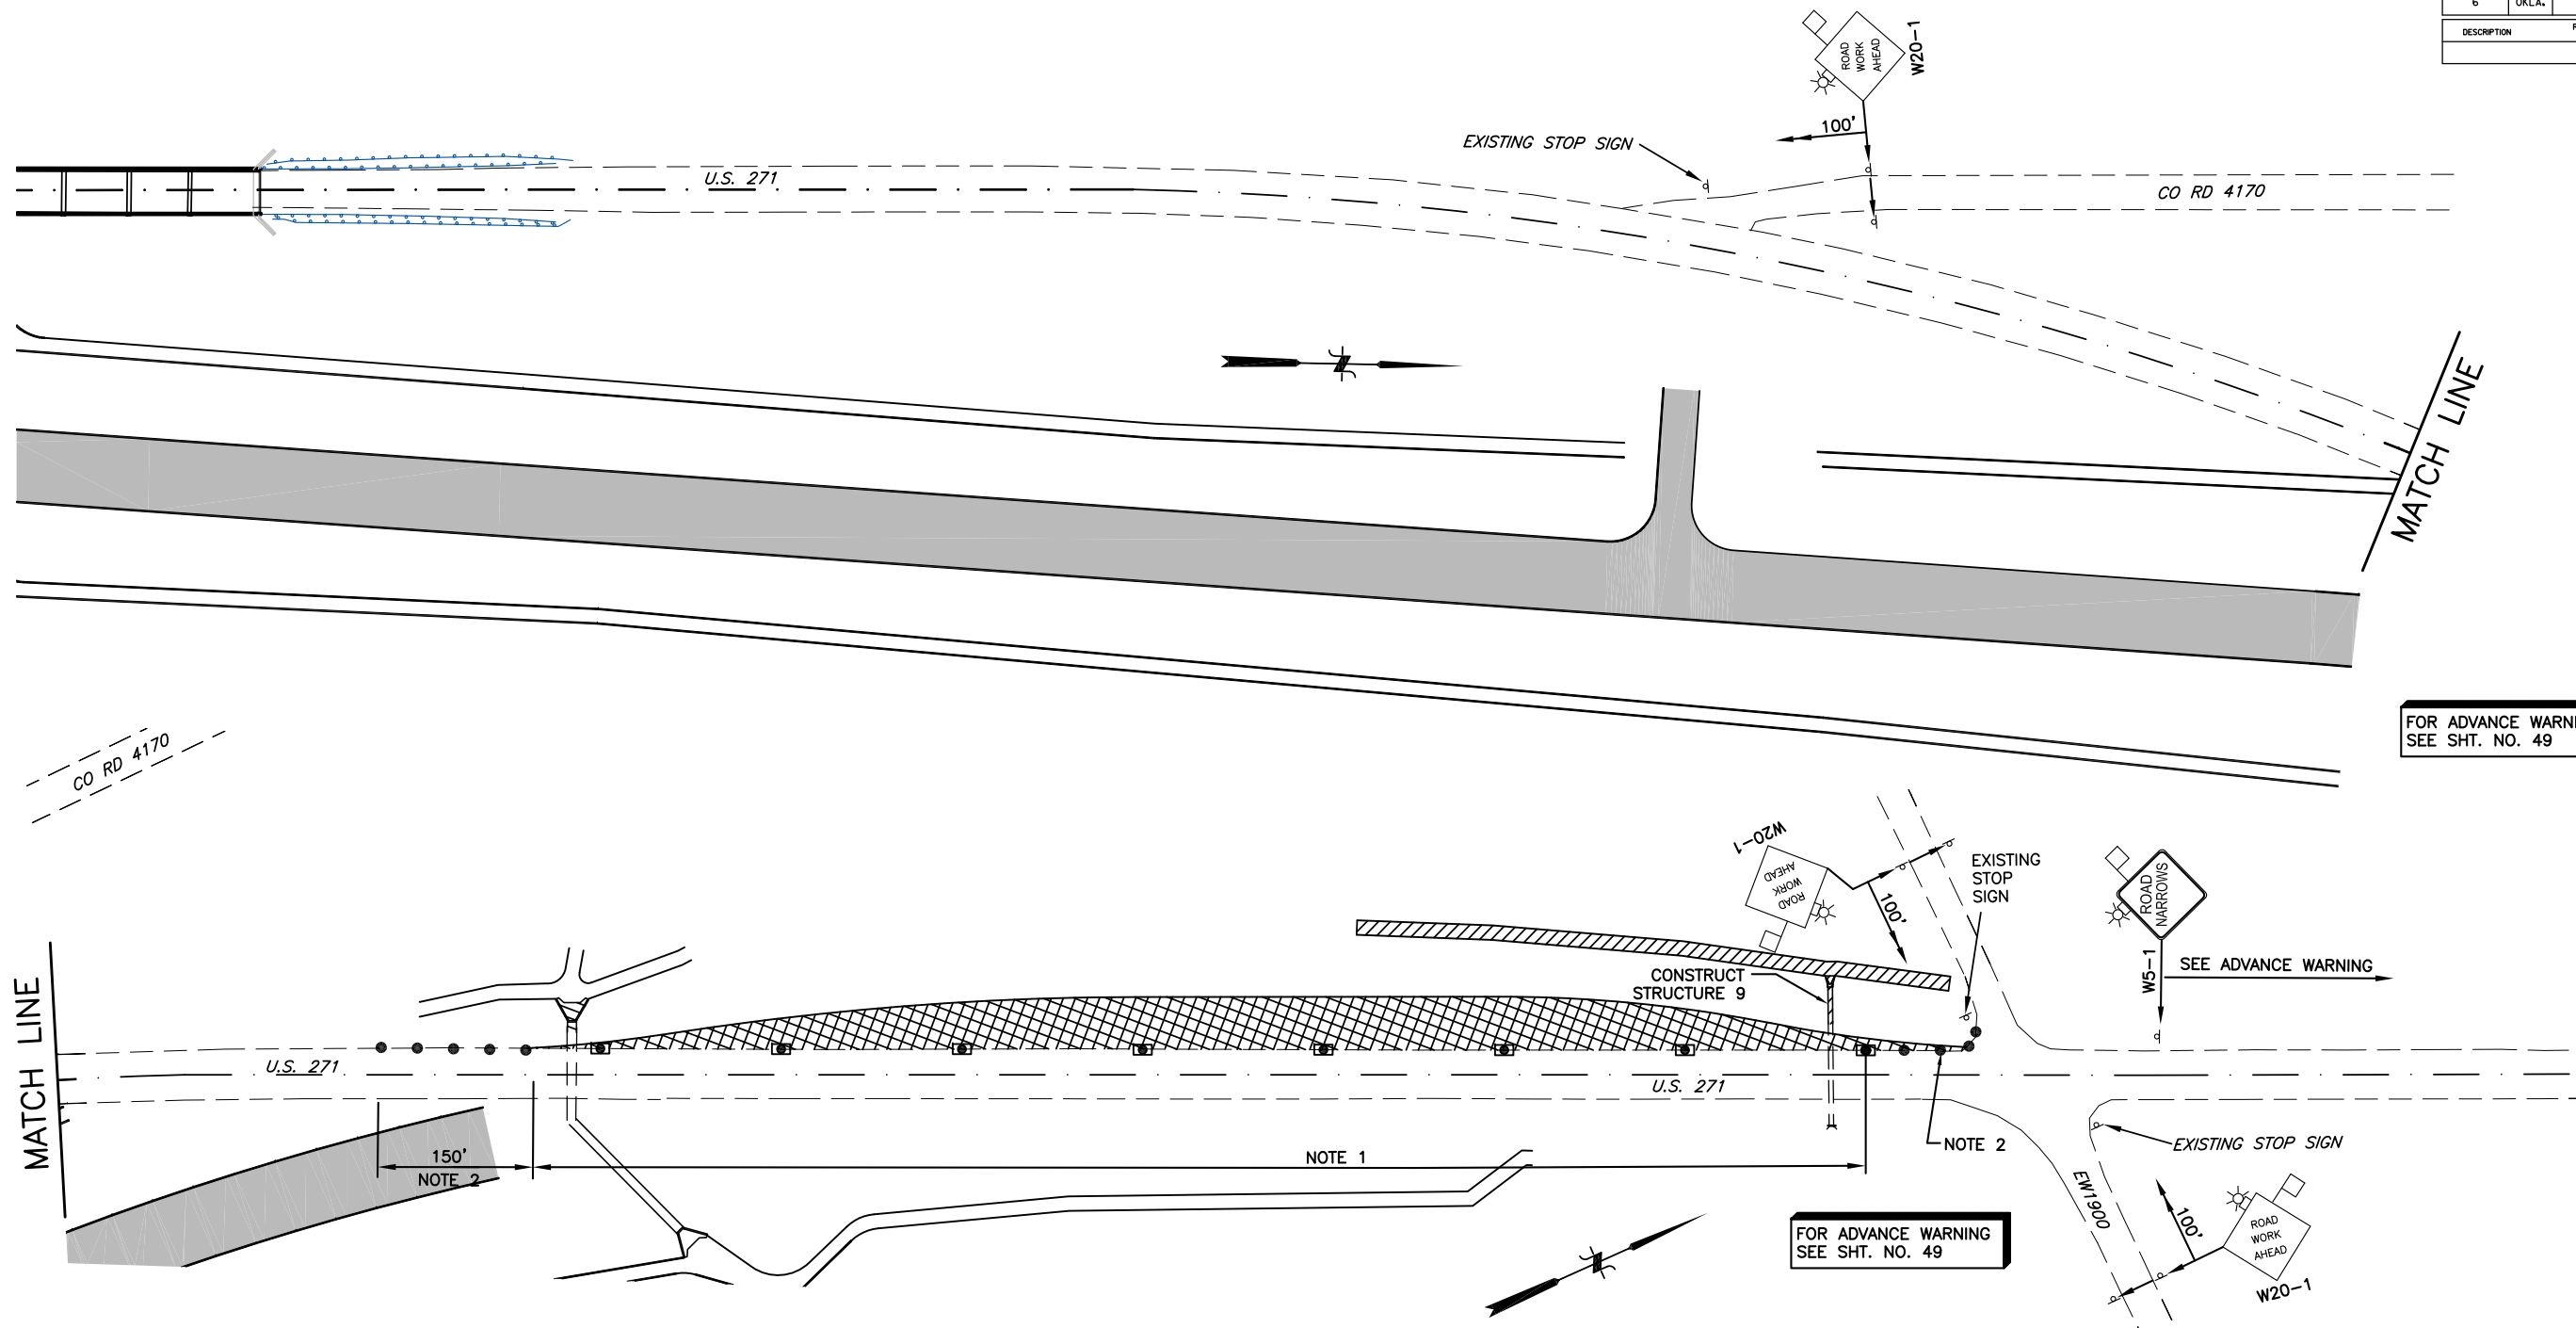 6
OKLA.
DESCRIPTION
ROAD
WORK
AHEAD
W20-1
100'
EXISTING STOP SIGN
U.S. 271
CO RD 4170
MATCH LINE
FOR ADVANCE
SEE SHT. NO. 49
CO RD 4170
W20-1
ROAD
WORK
AHEAD
100'
EXISTING
STOP
SIGN
ROAD
NARROWS
W5-1
SEE ADVANCE WARNING
CONSTRUCT
STRUCTURE 9
MATCH LINE
U.S. 271
U.S. 271
150'
NOTE 2
NOTE 1
NOTE 2
EXISTING STOP SIGN
EW1900
100'
ROAD
WORK
AHEAD
W20-1
FOR ADVANCE WARNING
SEE SHT. NO. 49